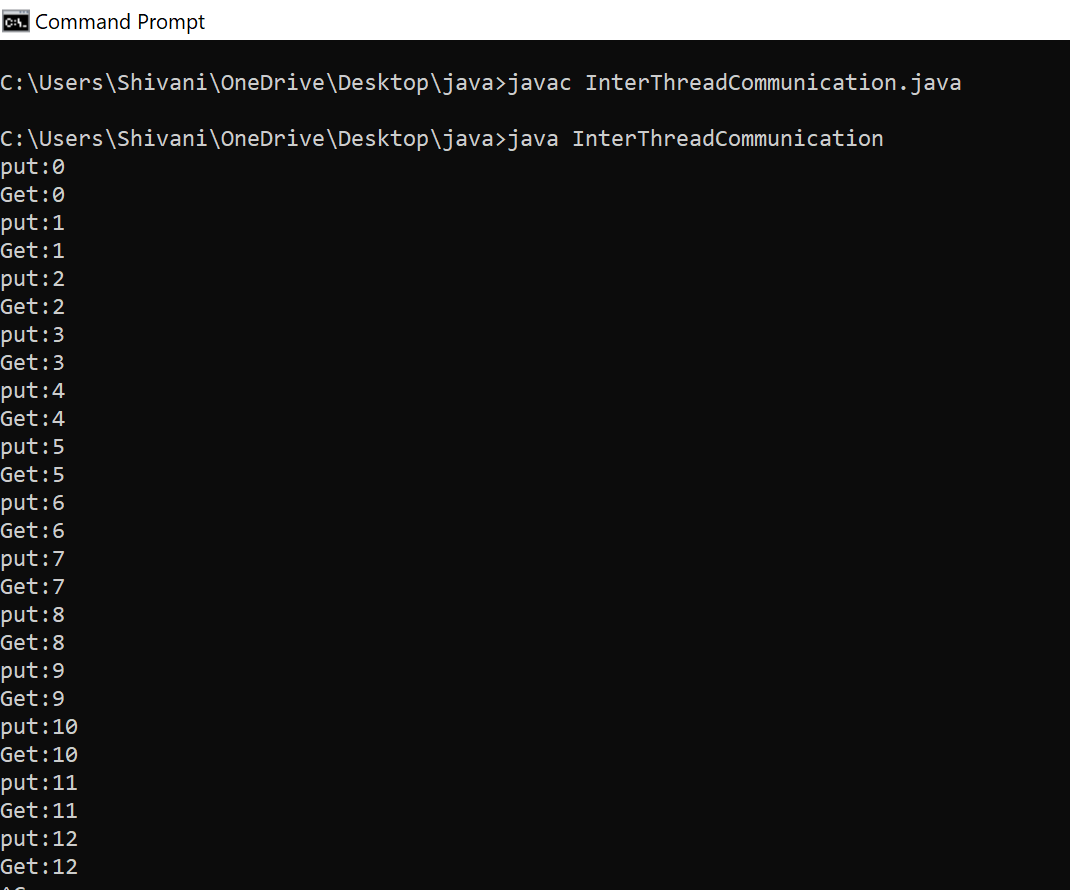 Command Prompt
C:\Users\Shivani\OneDrive\Desktop\java>javac InterThreadCommunication.java
C:\Users\Shivani\OneDrive\Desktop\java>java InterThreadCommunication
put:0
Get:0
put:1
Get:1
put:2
Get:2
put:3
Get:3
put:4
Get:4
put:5
Get:5
put:6
Get:6
put:7
Get:7
put:8
Get:8
put:9
Get:9
put:10
Get:10
put:11
Get:11
put:12
Get:12